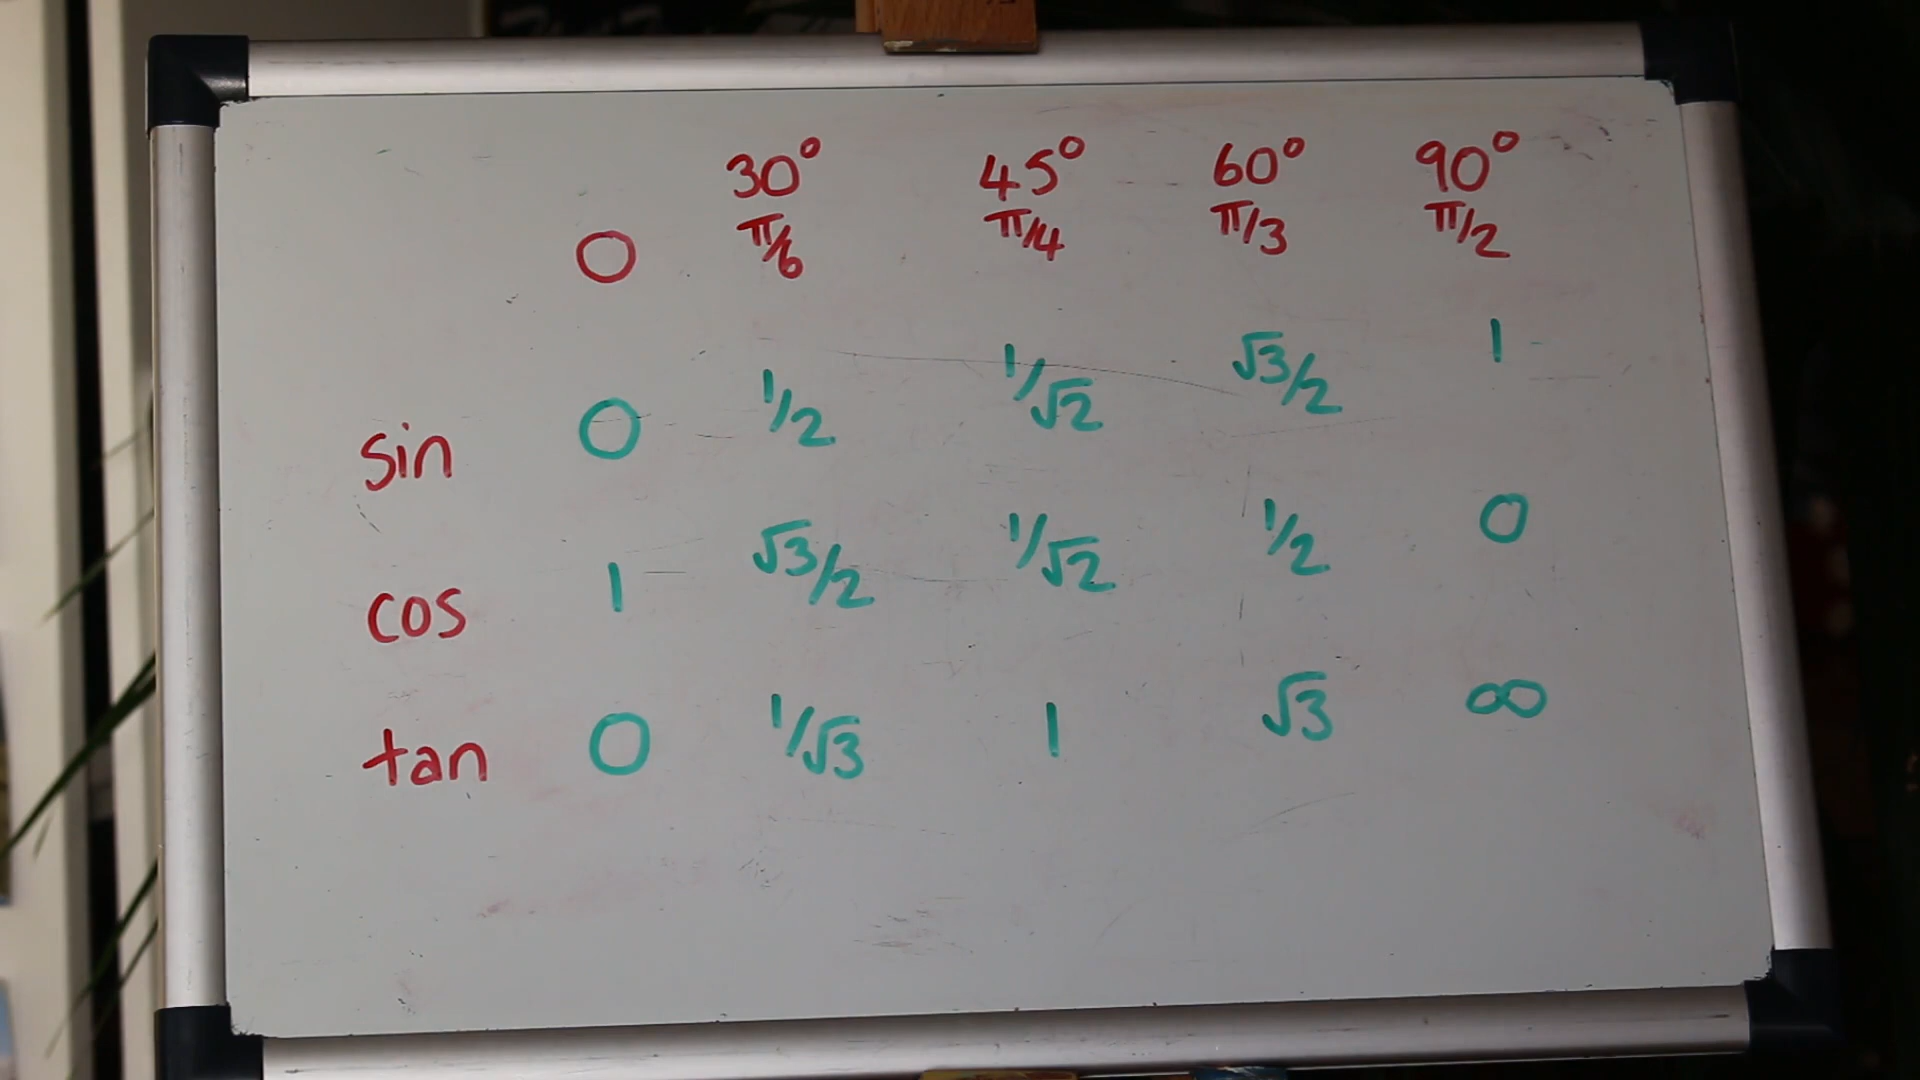 30° 45° 60° 90°
0 π/6 π/4 π/3 π/2
sin 0 1/2 1/√2 √3/2 1
cos 1 √3/2 1/√2 1/2 0
tan 0 1/√3 1 √3 ∞